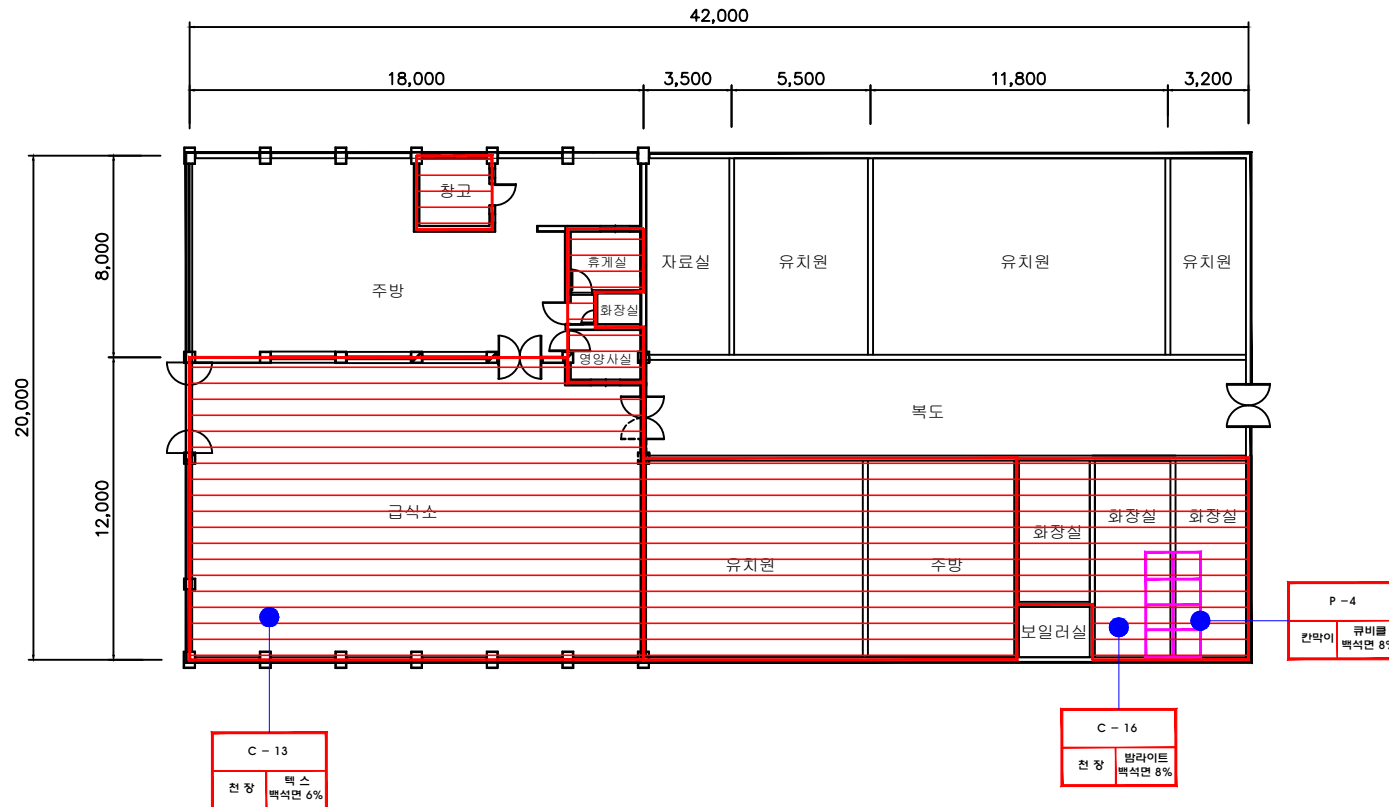 42,000
18,000
3,500
5,500
11,800
3,200
20,000
8,000
12,000
창고
휴게실
자료실
유치원
유치원
유치원
주방
화장실
영양사실
복도
급식소
유치원
주방
화장실
화장실
화장실
보일러실
P -4
칸막이
큐비클
백석면 8%
C - 16
천 장
밤라이트
백석면 8%
C - 13
천 장
텍 스
백석면 6%